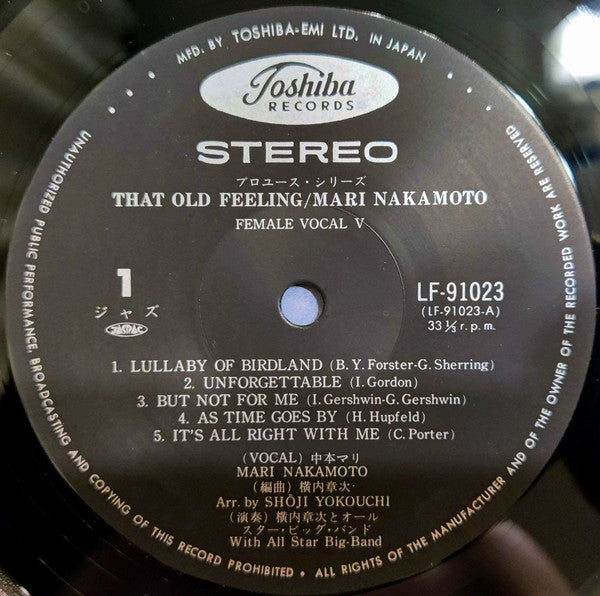 MFD. BY TOSHIBA-EMI LTD. IN JAPAN
Toshiba
RECORDS
STEREO
プロユース・シリーズ
THAT OLD FEELING/MARI NAKAMOTO
FEMALE VOCAL V
1
ジャズ
JASRAC
LF-91023
(LF-91023-A)
33 1/3 r.p.m.
1. LULLABY OF BIRDLAND (B. Y. Forster-G. Sherring)
2. UNFORGETTABLE (I. Gordon)
3. BUT NOT FOR ME (I. Gershwin-G. Gershwin)
4. AS TIME GOES BY (H. Hupfeld)
5. IT'S ALL RIGHT WITH ME (C. Porter)
(VOCAL) 中本マリ
MARI NAKAMOTO
(編曲) 横内章次
Arr. by SHÔJI YOKOUCHI
(演奏) 横内章次とオール
スター・ビッグ・バンド
With All Star Big-Band
UNAUTHORIZED PUBLIC PERFORMANCE, BROADCASTING AND COPYING OF THIS RECORD PROHIBITED • ALL RIGHTS OF THE MANUFACTURER AND OF THE OWNER OF THE RECORDED WORK ARE RESERVED